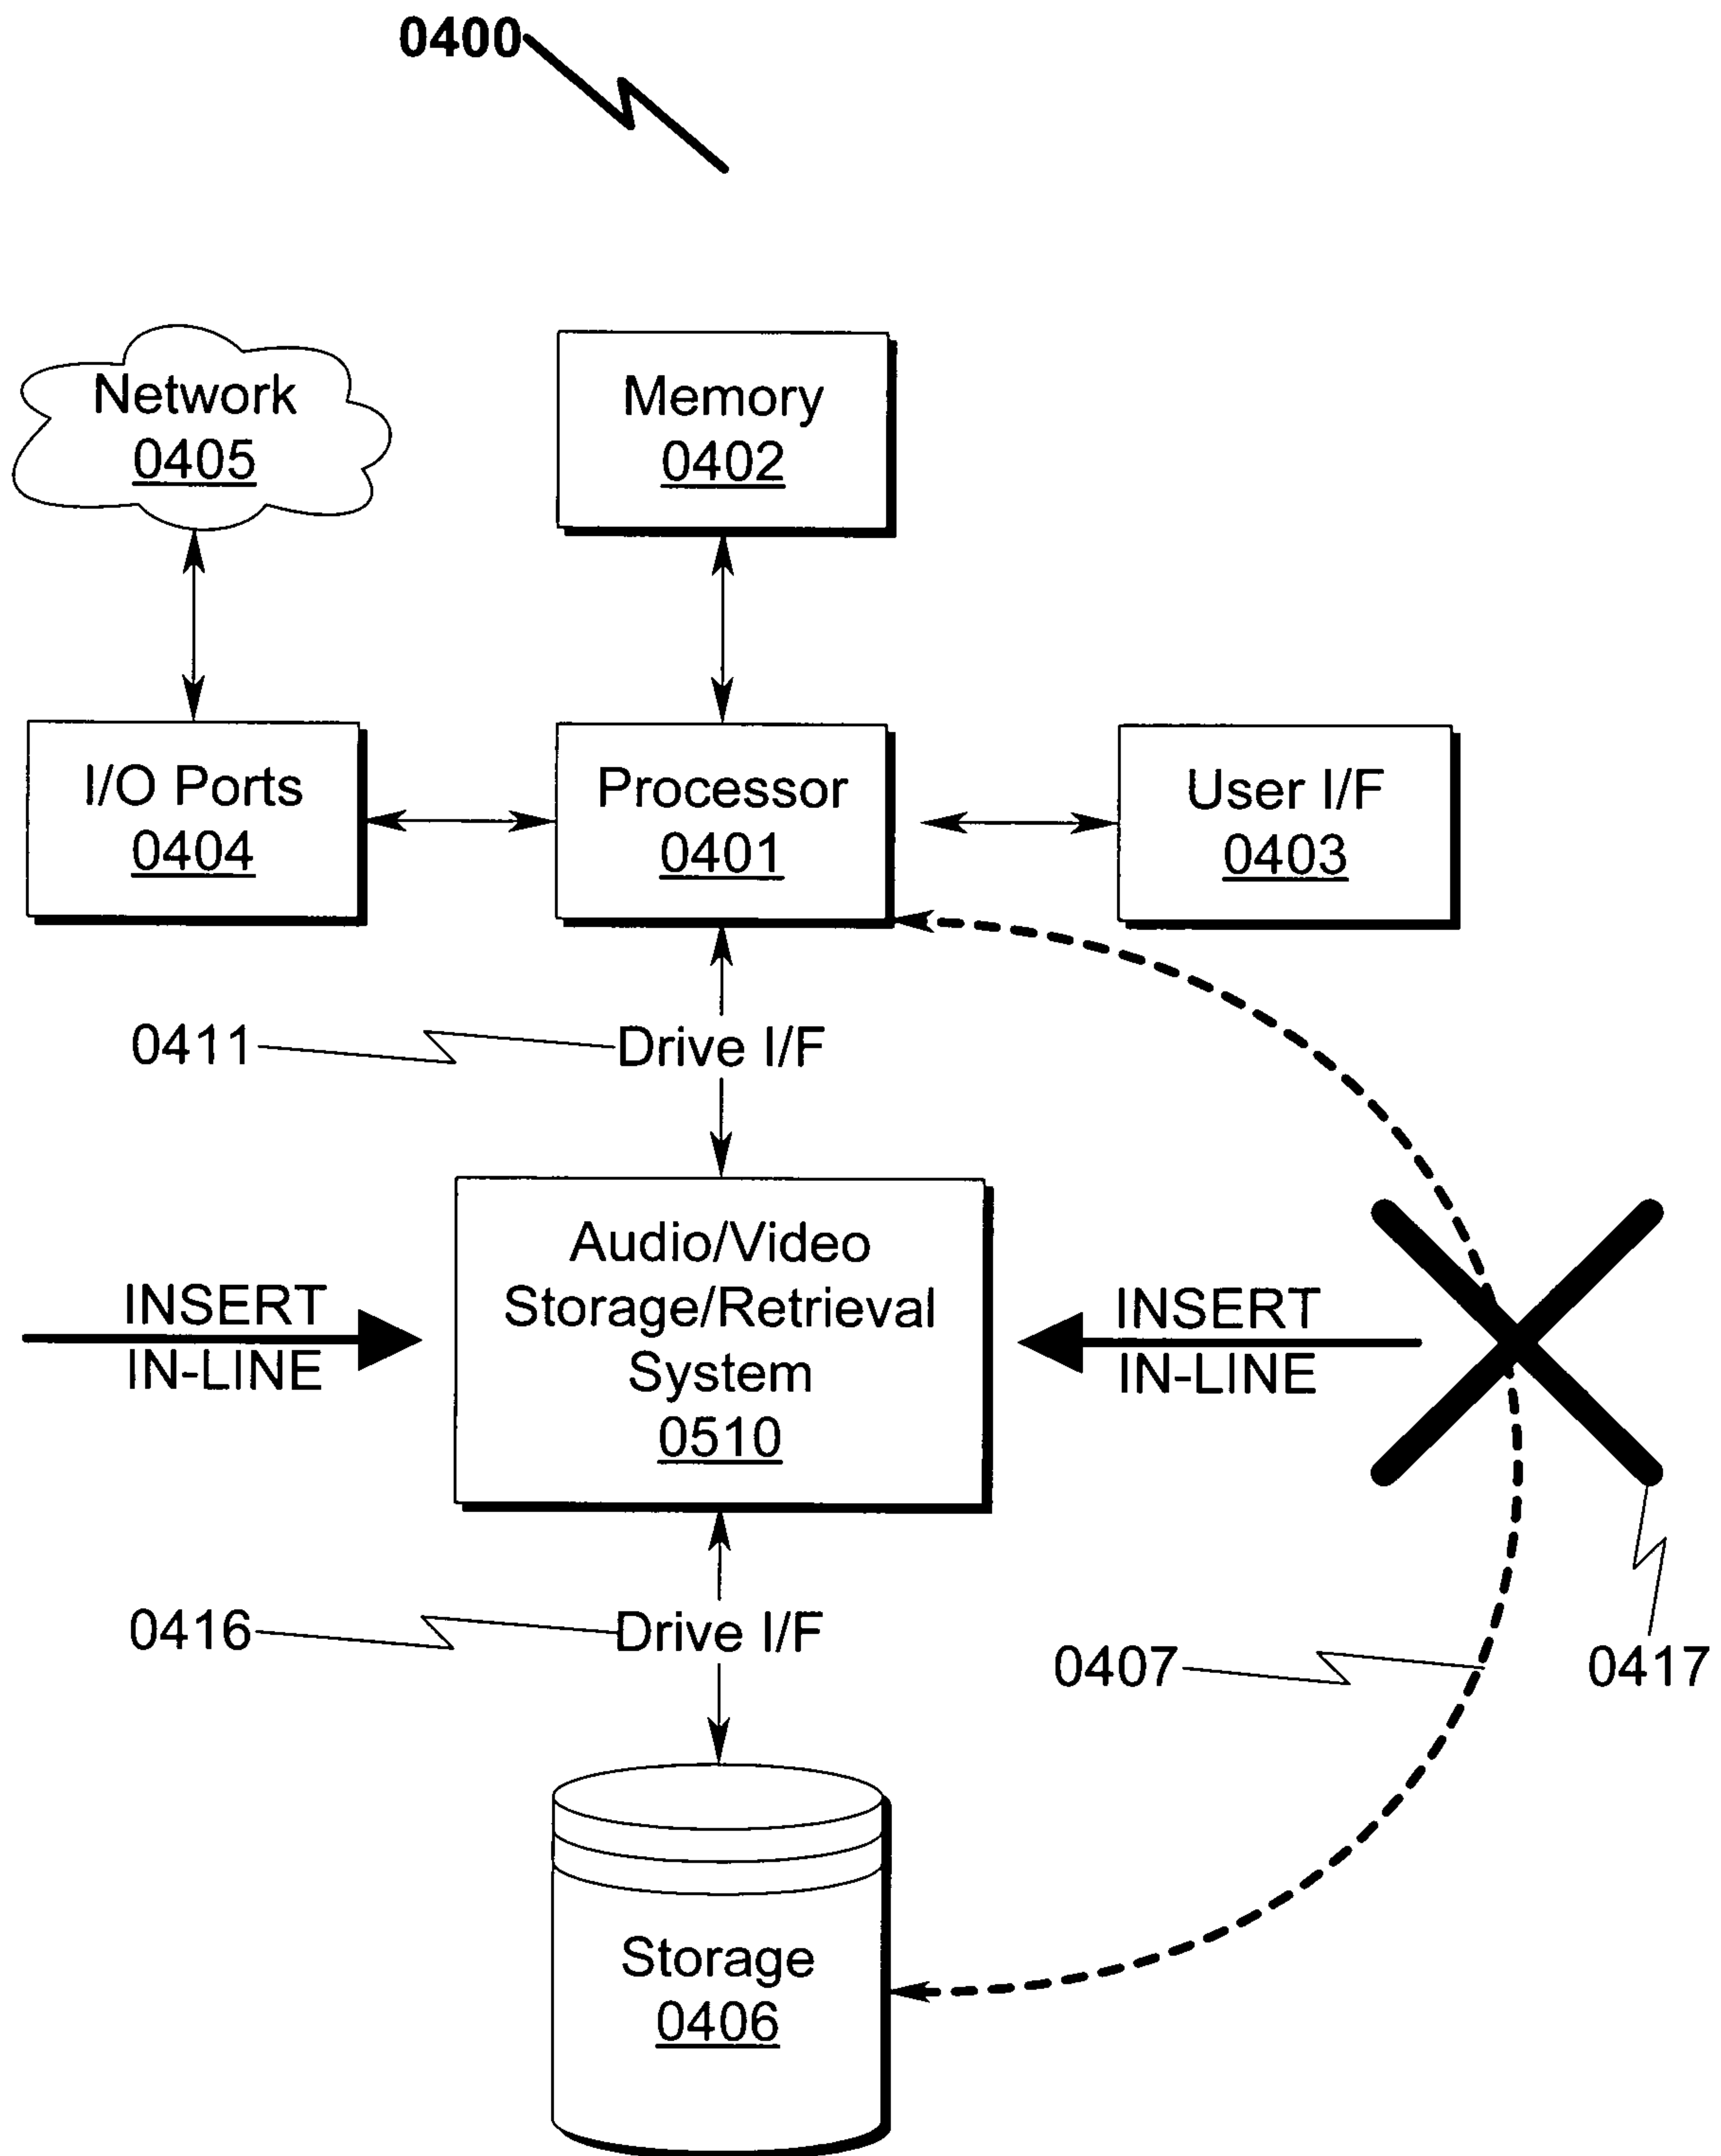 0400
Network
0405
Memory
0402
I/O Ports
0404
Processor
0401
User I/F
0403
0411
Drive I/F
INSERT
IN-LINE
Audio/Video
Storage/Retrieval
System
0510
INSERT
IN-LINE
0416
Drive I/F
0407
0417
Storage
0406